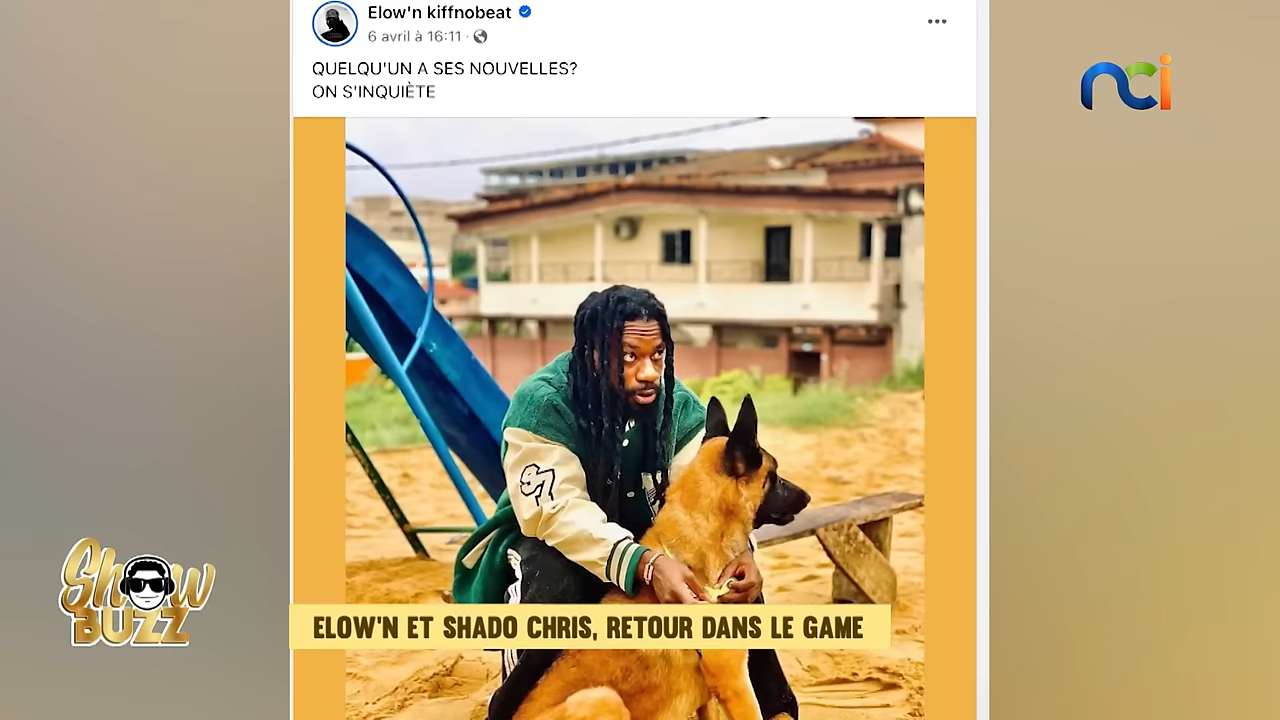 Elow'n kiffnobeat
6 avril à 16:11 ·
QUELQU'UN A SES NOUVELLES?
ON S'INQUIÈTE
nci
97
Show
BUZZ
ELOW'N ET SHADO CHRIS, RETOUR DANS LE GAME